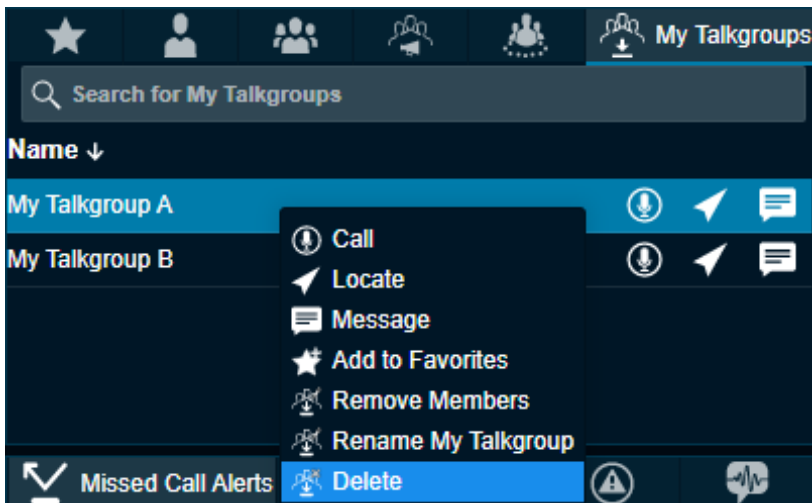 My Talkgroups
Search for My Talkgroups
Name
My Talkgroup A
My Talkgroup B
Call
Locate
Message
Add to Favorites
Remove Members
Rename My Talkgroup
Delete
Missed Call Alerts